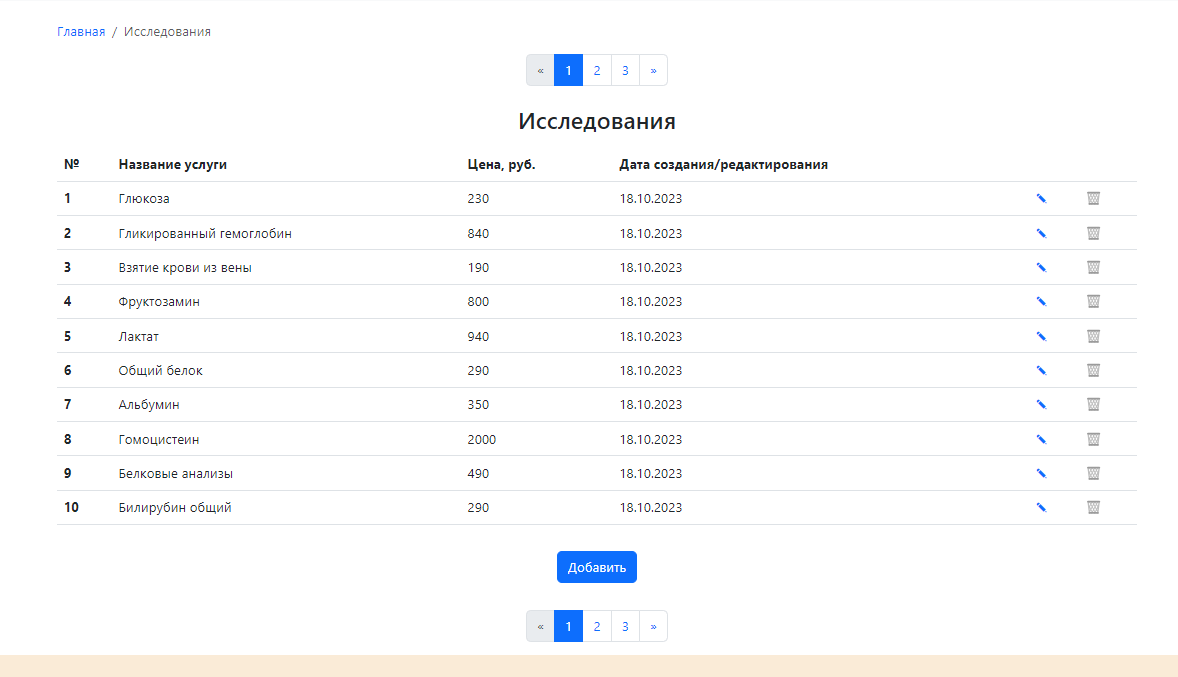 Главная / Исследования
« 1 2 3 »
Исследования
№ Название услуги Цена, руб. Дата создания/редактирования
1 Глюкоза 230 18.10.2023
2 Гликированный гемоглобин 840 18.10.2023
3 Взятие крови из вены 190 18.10.2023
4 Фруктозамин 800 18.10.2023
5 Лактат 940 18.10.2023
6 Общий белок 290 18.10.2023
7 Альбумин 350 18.10.2023
8 Гомоцистеин 2000 18.10.2023
9 Белковые анализы 490 18.10.2023
10 Билирубин общий 290 18.10.2023
Добавить
« 1 2 3 »